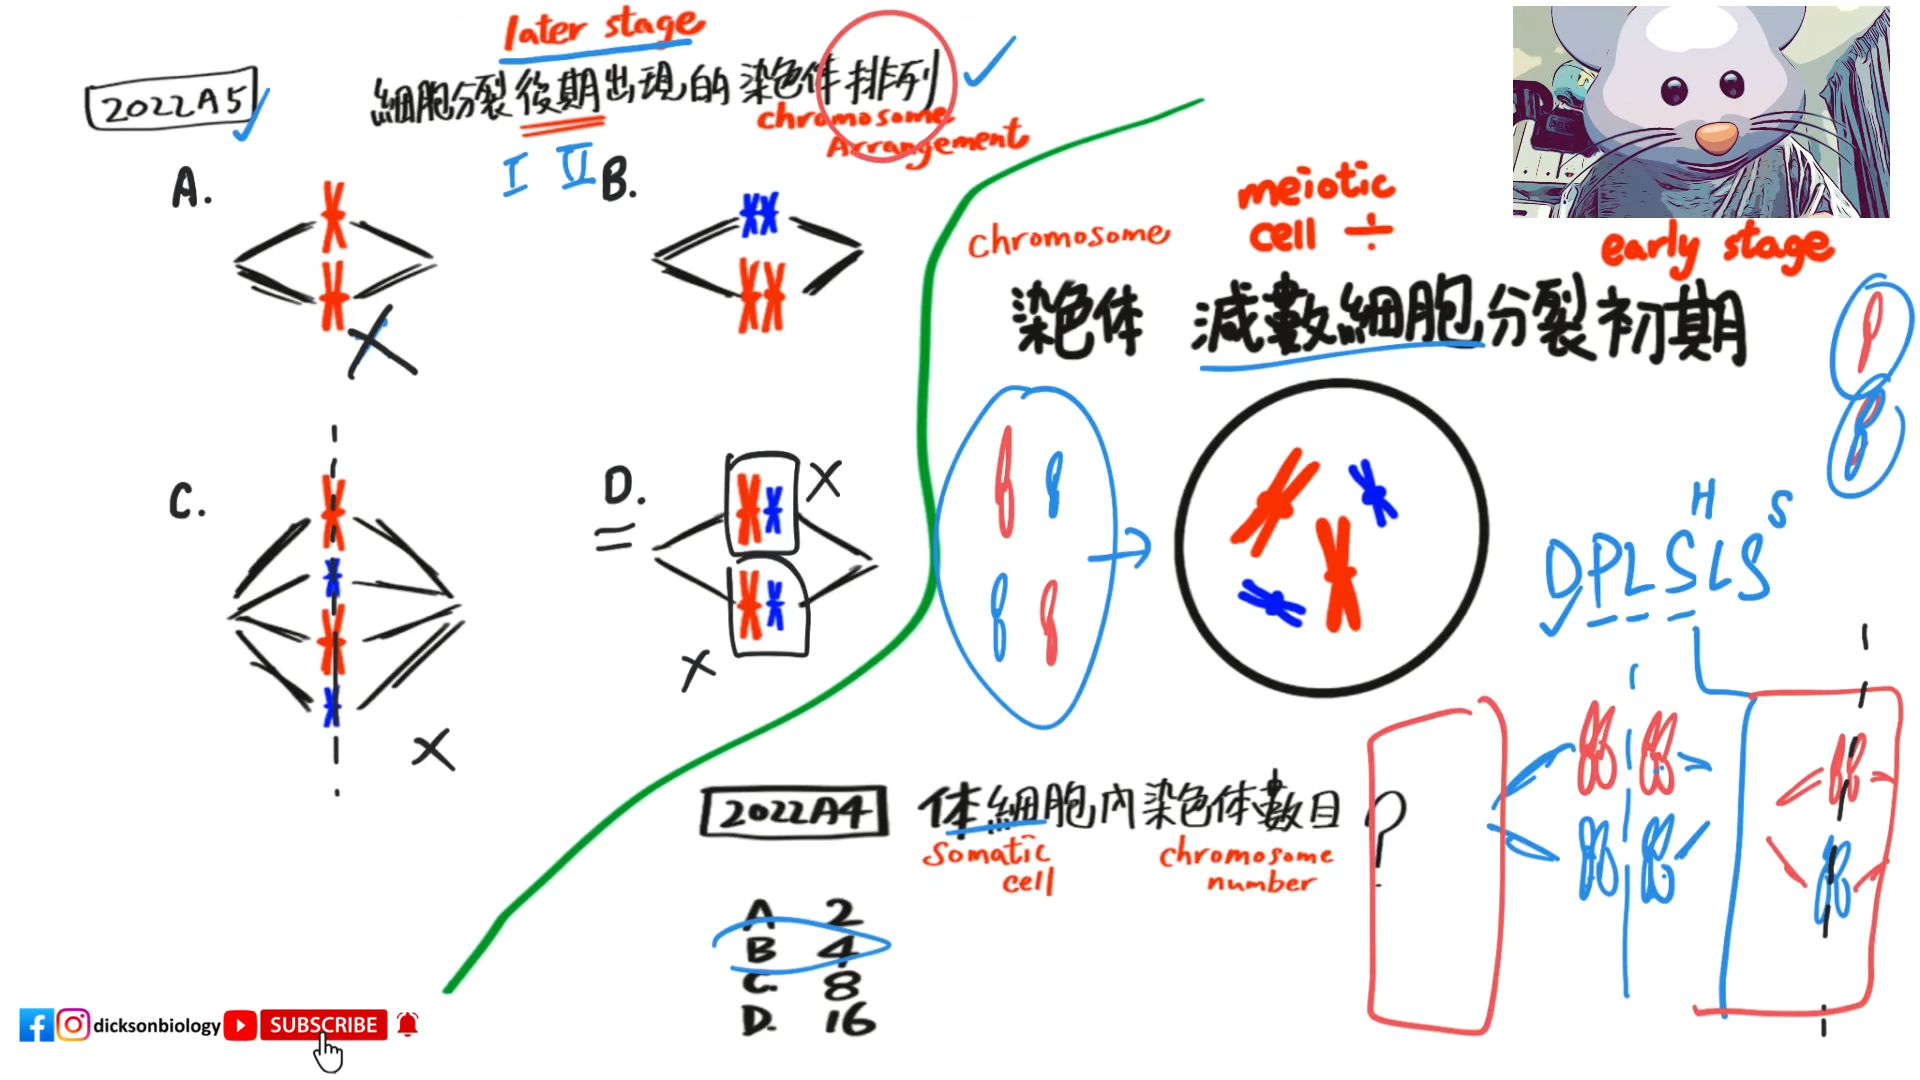 later stage
2022A5
細胞分裂後期出現的染色体排列
chromosome
Arrangement
I II
A.
B.
C.
D.
chromosome
meiotic
cell ÷
early stage
染色体 減數細胞分裂初期
H
S
DPLSLS
2022A4
体細胞內染色体數目?
somatic
cell
chromosome
number
A 2
B 4
C. 8
D. 16
dicksonbiology
SUBSCRIBE